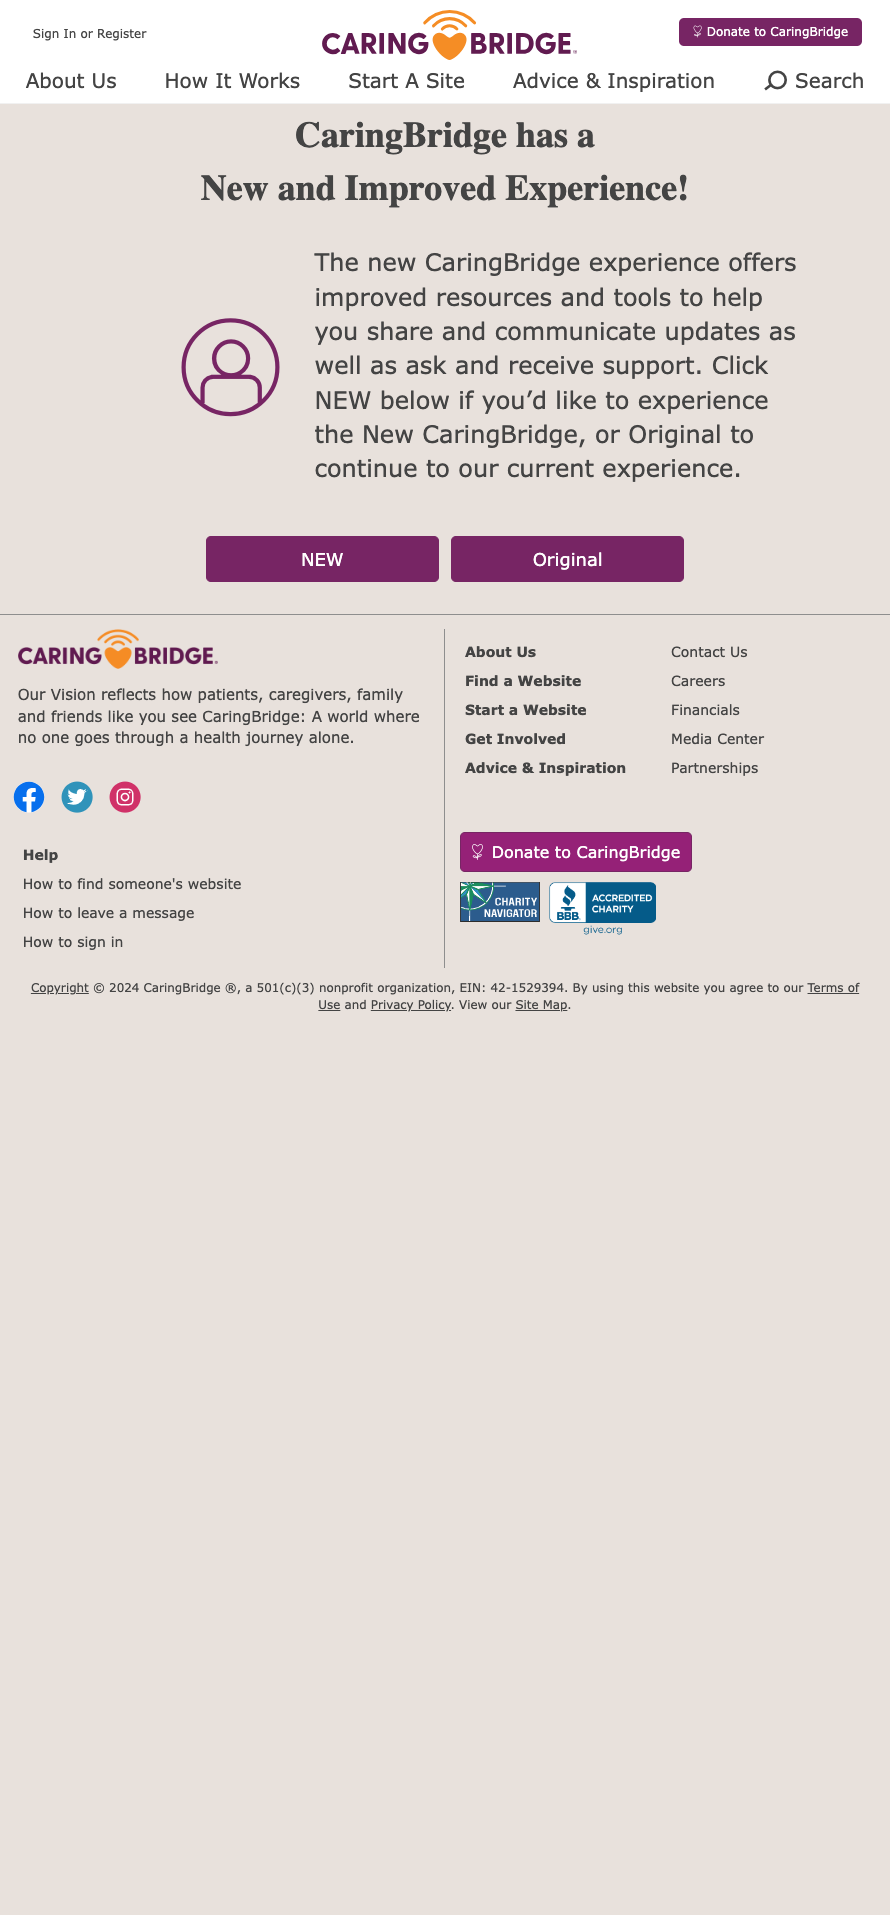 Sign In or Register
CARING BRIDGE
Donate to CaringBridge
About Us
How It Works
Start A Site
Advice & Inspiration
Search
CaringBridge has a
New and Improved Experience!
The new CaringBridge experience offers
improved resources and tools to help
you share and communicate updates as
well as ask and receive support. Click
NEW below if you’d like to experience
the New CaringBridge, or Original to
continue to our current experience.
NEW
Original
CARING BRIDGE
Our Vision reflects how patients, caregivers, family
and friends like you see CaringBridge: A world where
no one goes through a health journey alone.
Help
How to find someone's website
How to leave a message
How to sign in
About Us
Find a Website
Start a Website
Get Involved
Advice & Inspiration
Contact Us
Careers
Financials
Media Center
Partnerships
Donate to CaringBridge
CHARITY
NAVIGATOR
BBB
ACCREDITED
CHARITY
give.org
Copyright © 2024 CaringBridge ®, a 501(c)(3) nonprofit organization, EIN: 42-1529394. By using this website you agree to our Terms of
Use and Privacy Policy. View our Site Map.